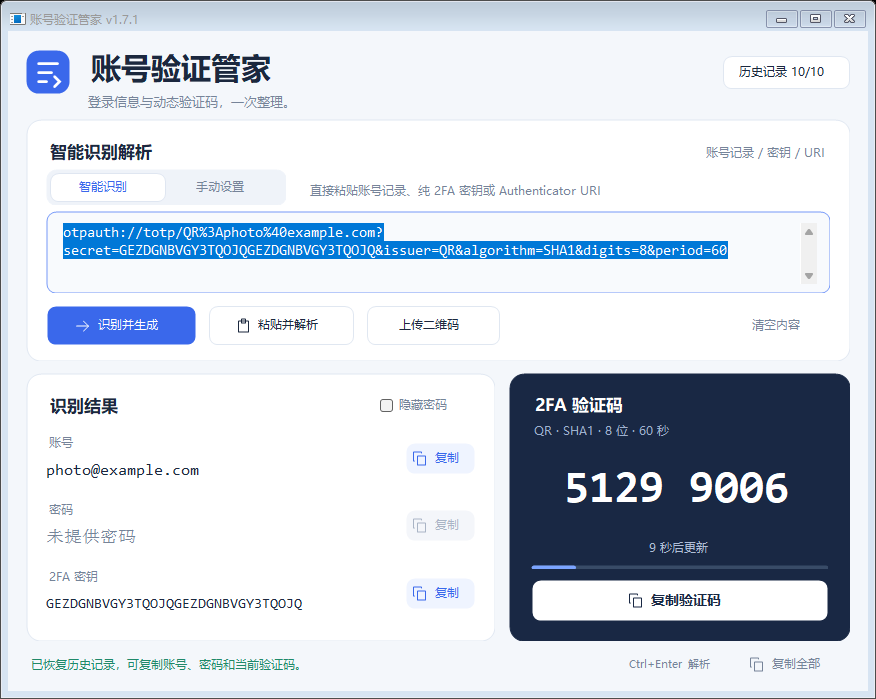 账号验证管家 v1.7.1
账号验证管家
登录信息与动态验证码，一次整理。
历史记录 10/10
智能识别解析
账号记录 / 密钥 / URI
智能识别
手动设置
直接粘贴账号记录、纯 2FA 密钥或 Authenticator URI
otpauth://totp/QR%3Aphoto%40example.com?
secret=GEZDGNBVGY3TQOJQGEZDGNBVGY3TQOJQ&issuer=QR&algorithm=SHA1&digits=8&period=60
识别并生成
粘贴并解析
上传二维码
清空内容
识别结果
隐藏密码
账号
photo@example.com
复制
密码
未提供密码
复制
2FA 密钥
GEZDGNBVGY3TQOJQGEZDGNBVGY3TQOJQ
复制
2FA 验证码
QR · SHA1 · 8 位 · 60 秒
5129 9006
9 秒后更新
复制验证码
已恢复历史记录，可复制账号、密码和当前验证码。
Ctrl+Enter 解析
复制全部